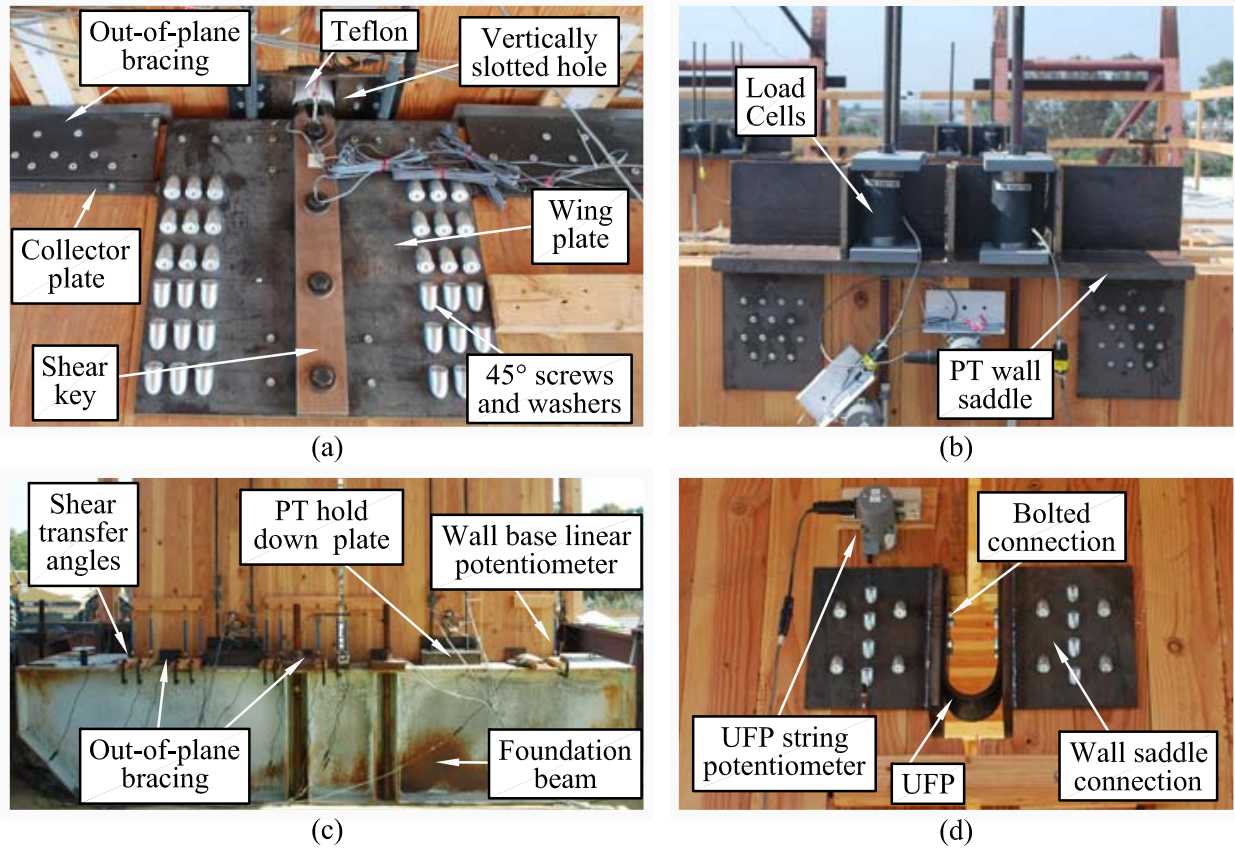 Out-of-plane
bracing
Teflon
Vertically
slotted hole
Collector
plate
Wing
plate
Shear
key
45° screws
and washers
(a)
Load
Cells
PT wall
saddle
(b)
Shear
transfer
angles
PT hold
down plate
Wall base linear
potentiometer
Out-of-plane
bracing
Foundation
beam
(c)
Bolted
connection
UFP string
potentiometer
UFP
Wall saddle
connection
(d)